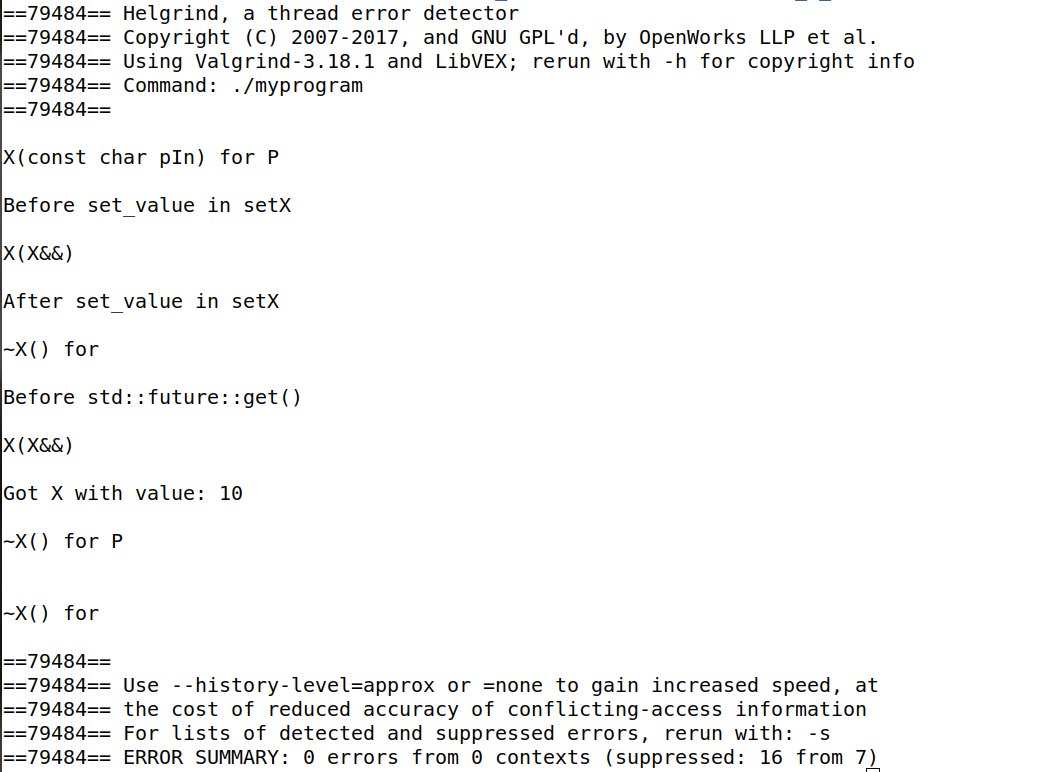 ==79484== Helgrind, a thread error detector
==79484== Copyright (C) 2007-2017, and GNU GPL'd, by OpenWorks LLP et al.
==79484== Using Valgrind-3.18.1 and LibVEX; rerun with -h for copyright info
==79484== Command: ./myprogram
==79484==
X(const char pIn) for P
Before set_value in setX
X(X&&)
After set_value in setX
~X() for
Before std::future::get()
X(X&&)
Got X with value: 10
~X() for P
~X() for
==79484==
==79484== Use --history-level=approx or =none to gain increased speed, at
==79484== the cost of reduced accuracy of conflicting-access information
==79484== For lists of detected and suppressed errors, rerun with: -s
==79484== ERROR SUMMARY: 0 errors from 0 contexts (suppressed: 16 from 7)